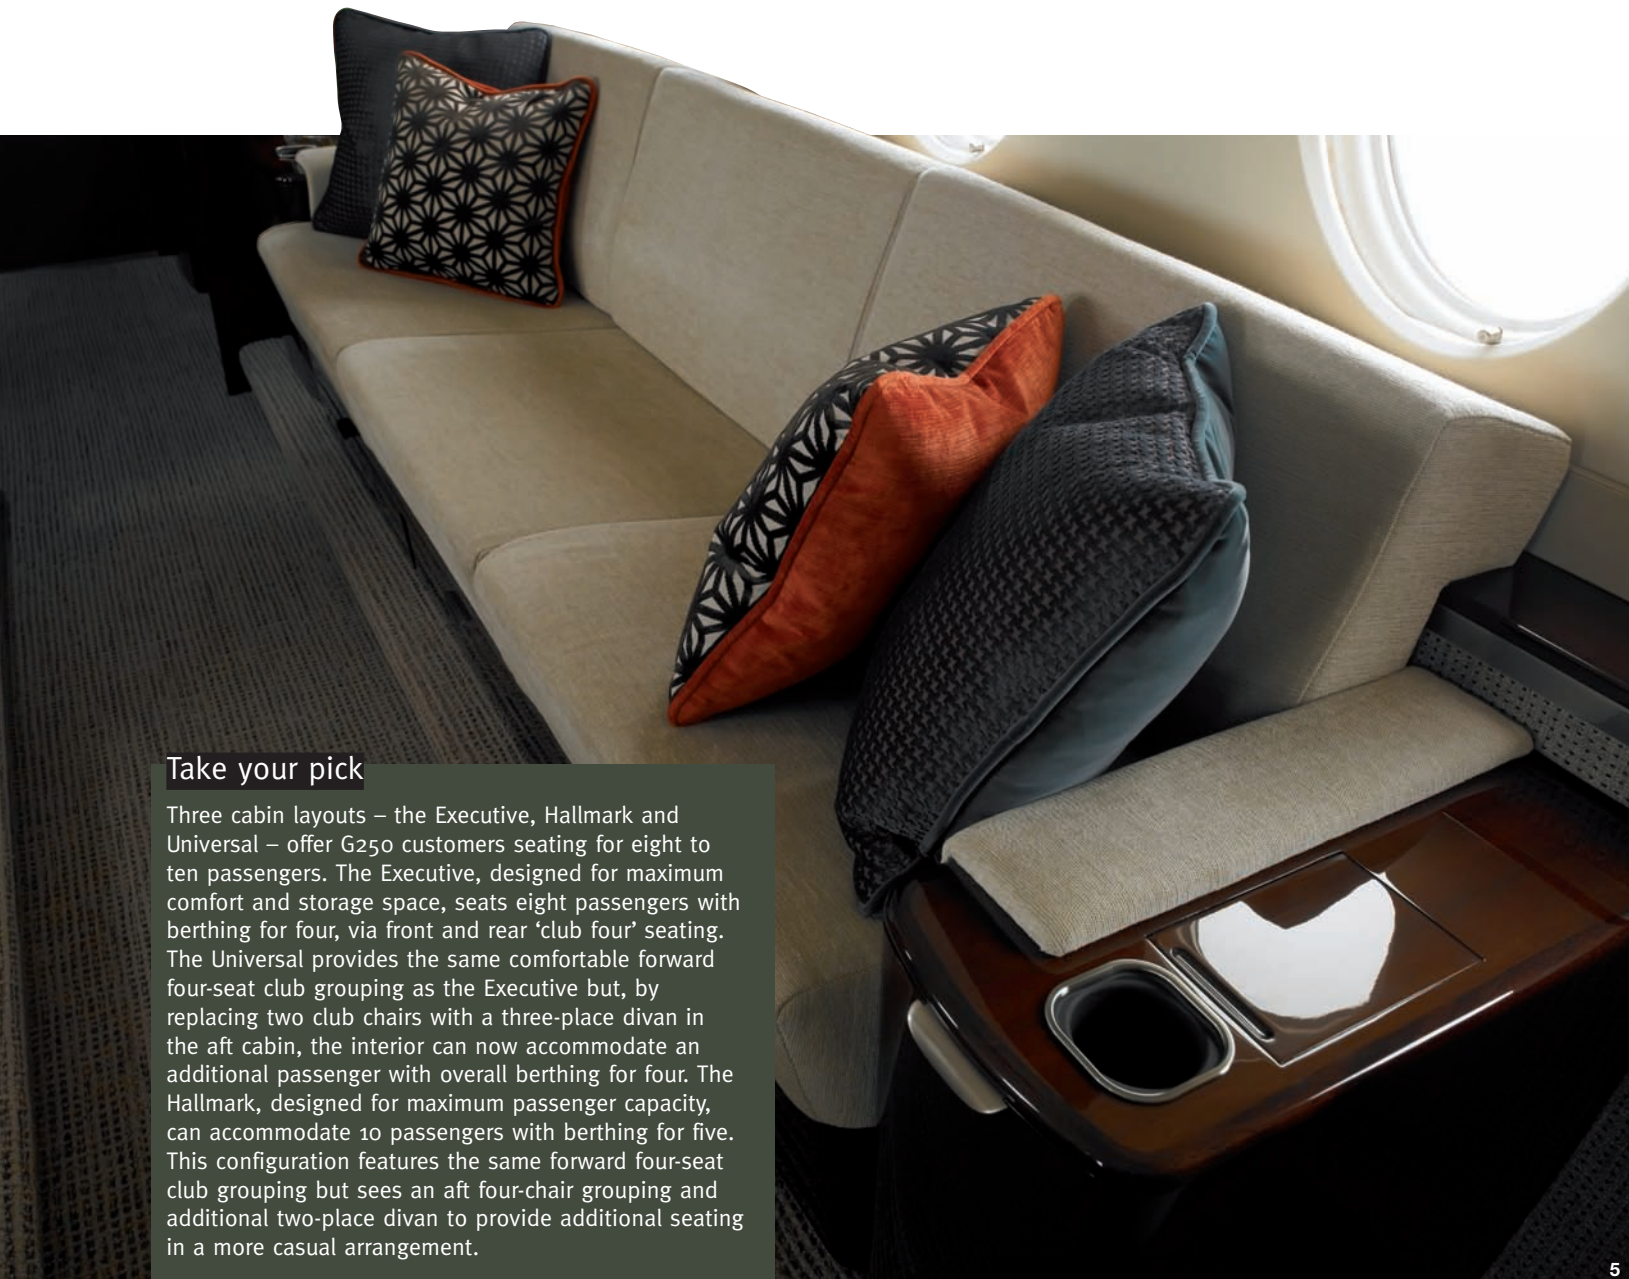 Take your pick
Three cabin layouts – the Executive, Hallmark and
Universal – offer G250 customers seating for eight to
ten passengers. The Executive, designed for maximum
comfort and storage space, seats eight passengers with
berthing for four, via front and rear ‘club four’ seating.
The Universal provides the same comfortable forward
four-seat club grouping as the Executive but, by
replacing two club chairs with a three-place divan in
the aft cabin, the interior can now accommodate an
additional passenger with overall berthing for four. The
Hallmark, designed for maximum passenger capacity,
can accommodate 10 passengers with berthing for five.
This configuration features the same forward four-seat
club grouping but sees an aft four-chair grouping and
additional two-place divan to provide additional seating
in a more casual arrangement.
5